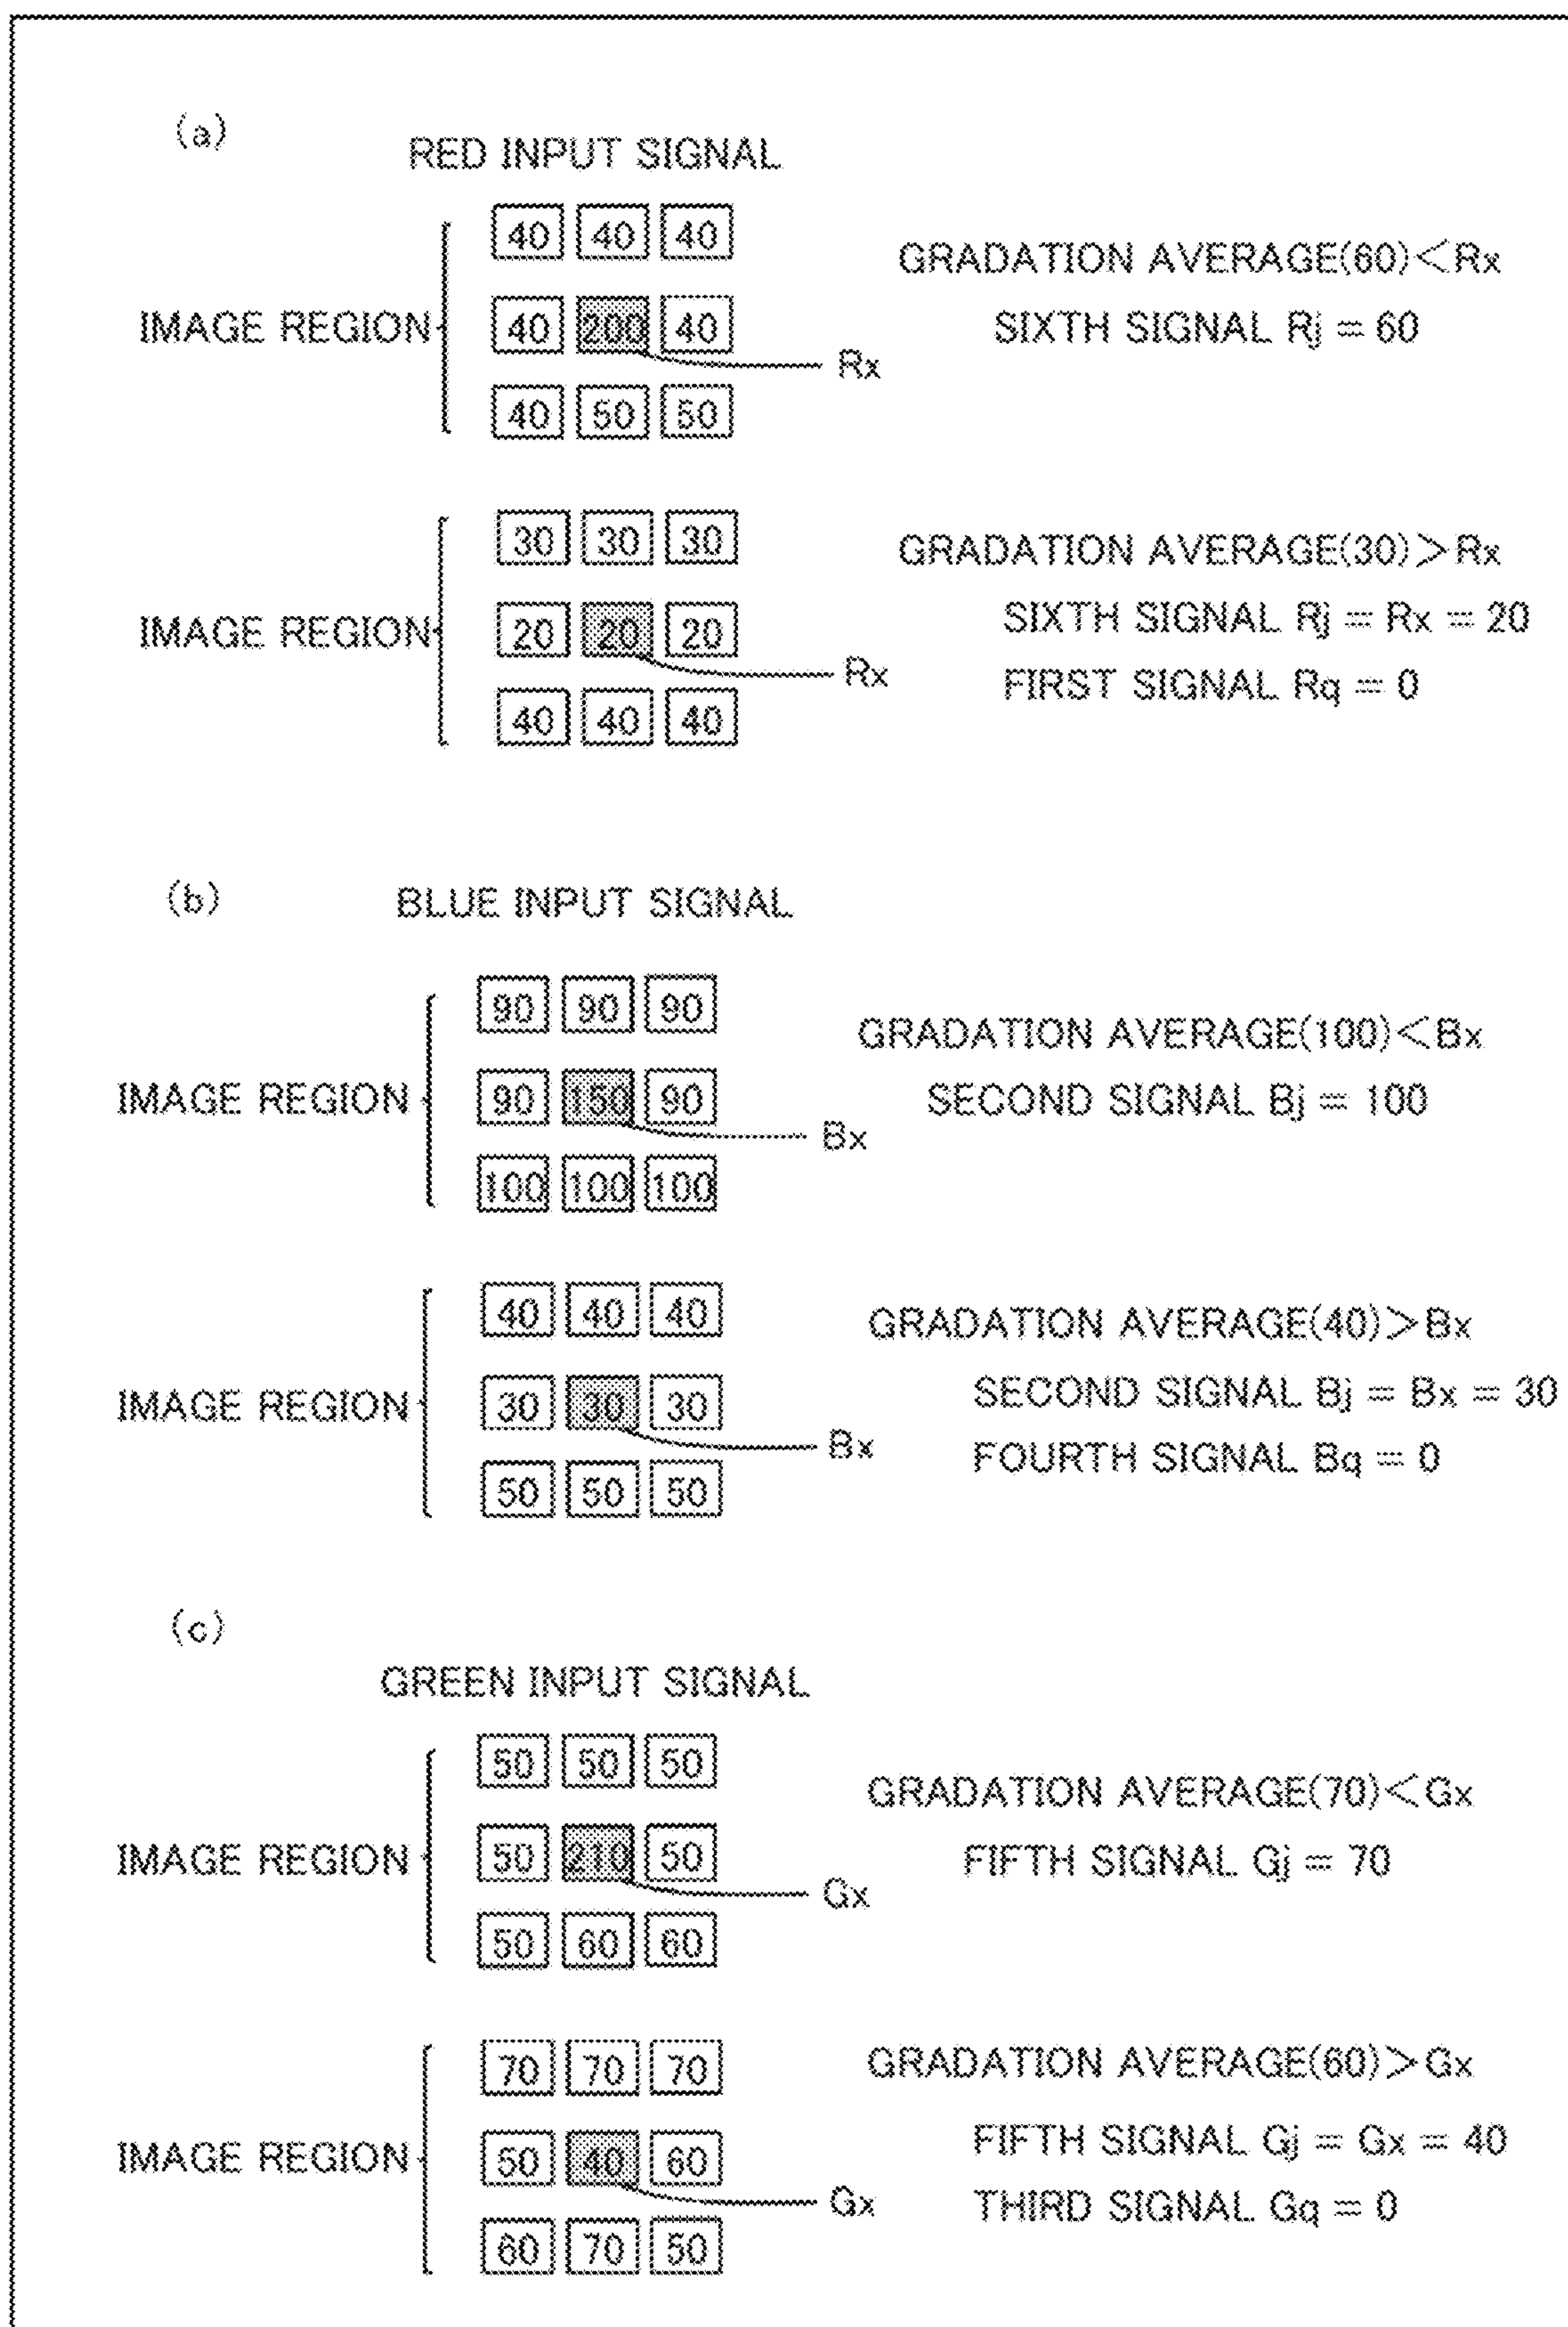 (a)
RED INPUT SIGNAL
40 40 40
GRADATION AVERAGE(60)<Rx
IMAGE REGION
40 200 40
SIXTH SIGNAL Rj = 60
Rx
40 50 50
30 30 30
GRADATION AVERAGE(30)>Rx
IMAGE REGION
20 20 20
SIXTH SIGNAL Rj = Rx = 20
Rx
FIRST SIGNAL Rq = 0
40 40 40
(b)
BLUE INPUT SIGNAL
90 90 90
GRADATION AVERAGE(100)<Bx
IMAGE REGION
90 150 90
SECOND SIGNAL Bj = 100
Bx
100 100 100
40 40 40
GRADATION AVERAGE(40)>Bx
IMAGE REGION
30 30 30
SECOND SIGNAL Bj = Bx = 30
Bx
FOURTH SIGNAL Bq = 0
50 50 50
(c)
GREEN INPUT SIGNAL
50 50 50
GRADATION AVERAGE(70)<Gx
IMAGE REGION
50 210 50
FIFTH SIGNAL Gj = 70
Gx
50 60 60
70 70 70
GRADATION AVERAGE(60)>Gx
IMAGE REGION
50 40 60
FIFTH SIGNAL Gj = Gx = 40
Gx
THIRD SIGNAL Gq = 0
60 70 50